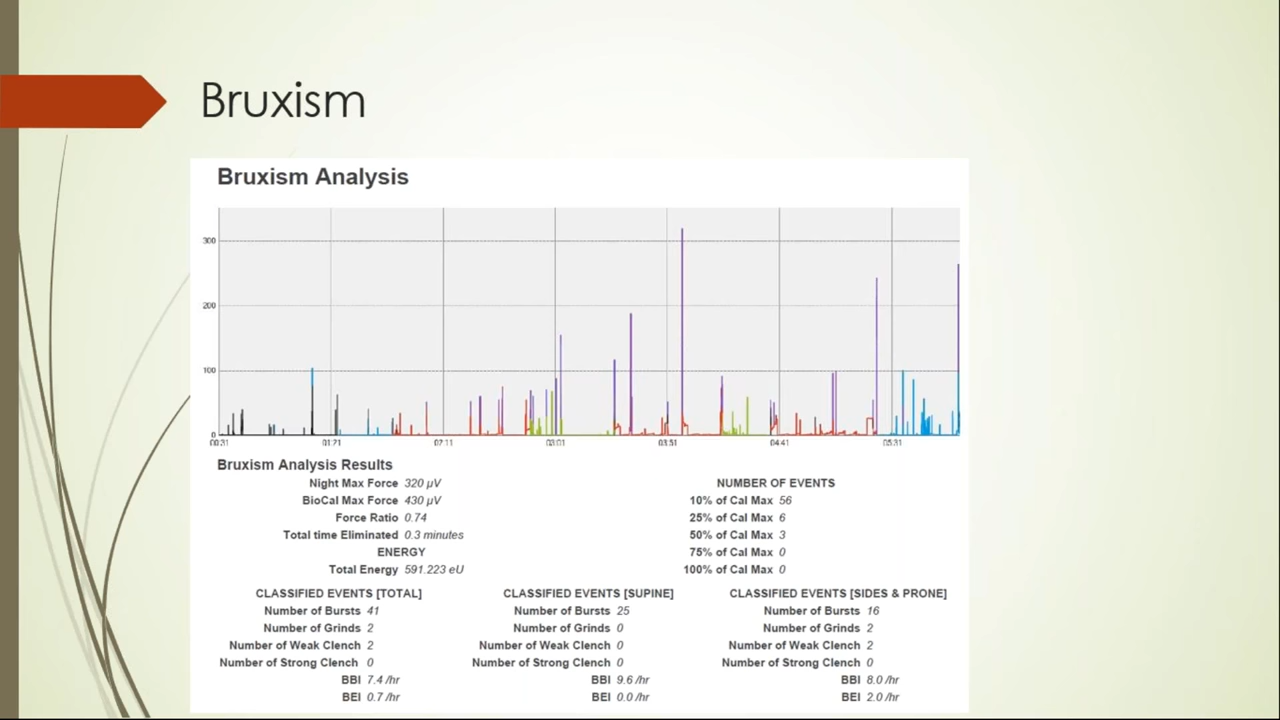 Bruxism
Bruxism Analysis
300
200
100
0
03:51
04:41
05:31
Bruxism Analysis Results
Night Max Force 320 µV
BioCal Max Force 430 µV
Force Ratio 0.74
Total time Eliminated 0.3 minutes
ENERGY
Total Energy 591.223 eU
NUMBER OF EVENTS
10% of Cal Max 56
25% of Cal Max 6
50% of Cal Max 3
75% of Cal Max 0
100% of Cal Max 0
CLASSIFIED EVENTS [TOTAL]
Number of Bursts 41
Number of Grinds 2
Number of Weak Clench 2
Number of Strong Clench 0
BBI 7.4 /hr
BEI 0.7 /hr
CLASSIFIED EVENTS [SUPINE]
Number of Bursts 25
Number of Grinds 0
Number of Weak Clench 0
Number of Strong Clench 0
BBI 9.6 /hr
BEI 0.0 /hr
CLASSIFIED EVENTS [SIDES & PRONE]
Number of Bursts 16
Number of Grinds 2
Number of Weak Clench 2
Number of Strong Clench 0
BBI 8.0 /hr
BEI 2.0 /hr